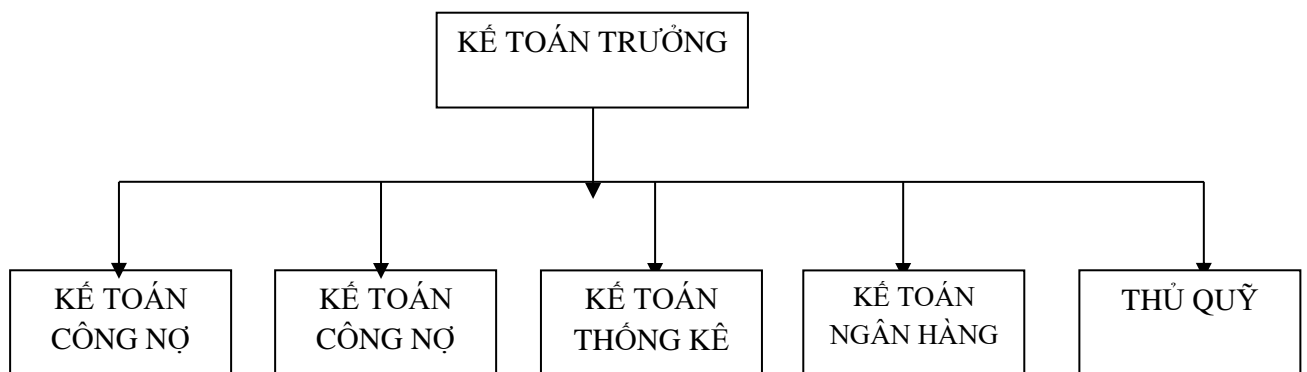 KẾ TOÁN TRƯỞNG
KẾ TOÁN
CÔNG NỢ
KẾ TOÁN
CÔNG NỢ
KẾ TOÁN
THỐNG KÊ
KẾ TOÁN
NGÂN HÀNG
THỦ QUỸ